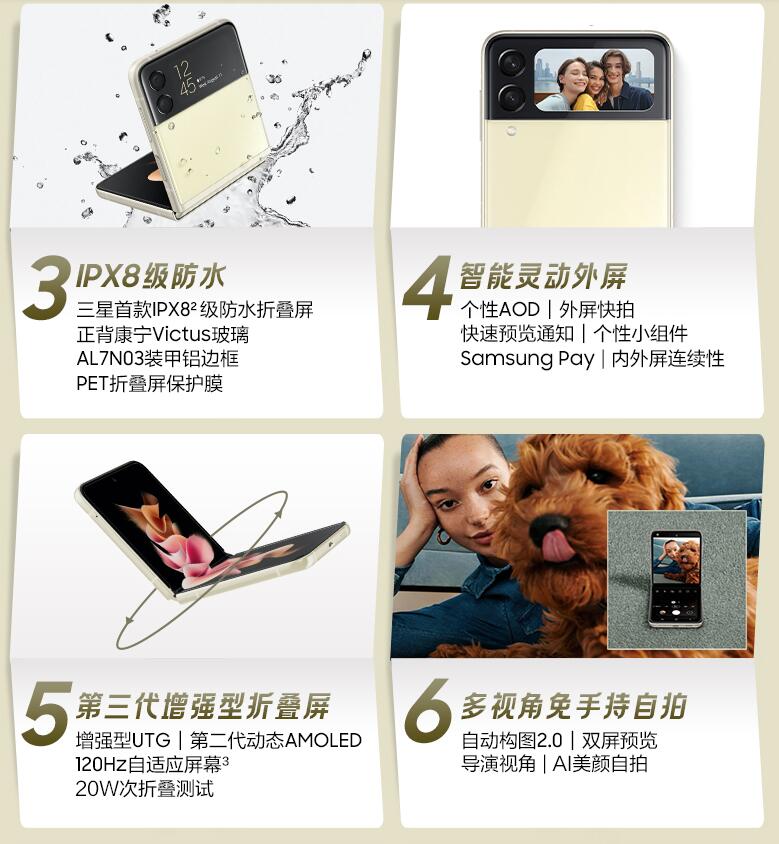 12
45
3
IPX8级防水
三星首款IPX8²级防水折叠屏
正背康宁Victus玻璃
AL7N03装甲铝边框
PET折叠屏保护膜
4
智能灵动外屏
个性AOD｜外屏快拍
快速预览通知｜个性小组件
Samsung Pay｜内外屏连续性
5
第三代增强型折叠屏
增强型UTG｜第二代动态AMOLED
120Hz自适应屏幕³
20W次折叠测试
6
多视角免手持自拍
自动构图2.0｜双屏预览
导演视角｜AI美颜自拍